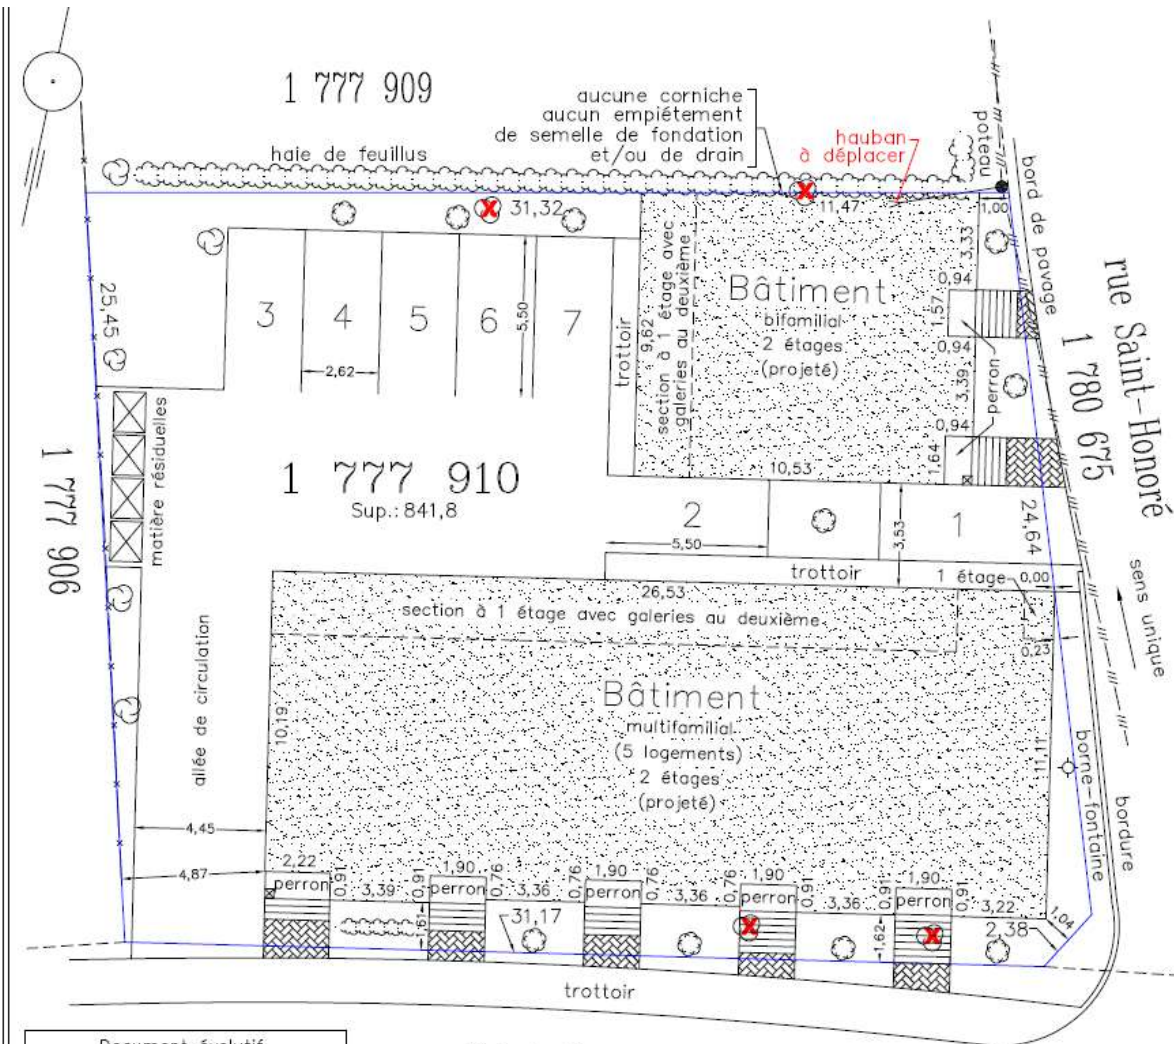 1 777 909
aucune corniche
aucun empiétement
de semelle de fondation
et/ou de drain
hauban
à déplacer
poteau
haie de feuillus
bord de pavage
rue Saint-Honoré
1 780 675
31,32
11,47
1,00
25,45
3
4
5
6
7
5,50
2,62
trottoir
9,62
section à 1 étage avec
galeries au deuxième
Bâtiment
bifamilial
2 étages
(projeté)
3,33
0,94
1,57
0,94
3,39
perron
0,94
1,64
10,53
matière résiduelles
1 777 906
1 777 910
Sup.: 841,8
2
5,50
3,53
1
24,64
trottoir
1 étage
0,00
0,23
sens unique
26,53
section à 1 étage avec galeries au deuxième
allée de circulation
10,19
Bâtiment
multifamilial
(5 logements)
2 étages
(projeté)
11,11
borne-fontaine
bordure
4,45
4,87
2,22
perron
0,91
3,39
0,91
1,90
perron
0,76
3,36
0,76
1,90
perron
0,76
3,36
0,76
1,90
perron
0,91
3,36
0,91
1,90
perron
0,91
3,22
31,17
1,62
2,38
1,04
trottoir